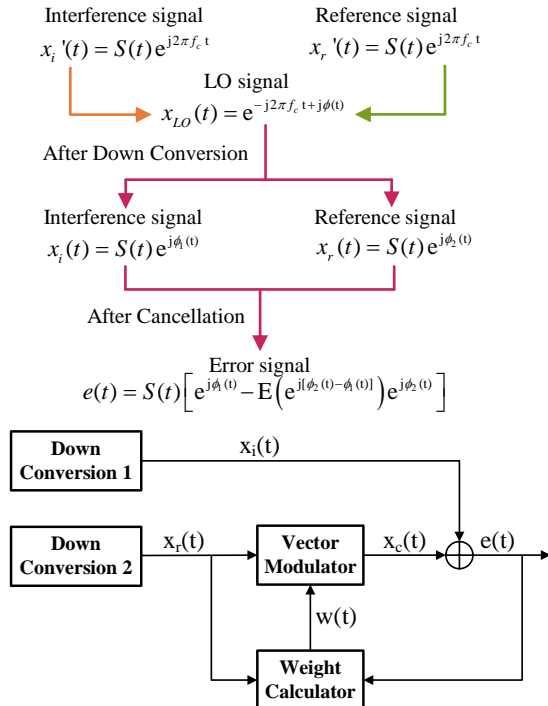 Interference signal
x_i '(t) = S(t) e^{j2πf_c t}
Reference signal
x_r '(t) = S(t) e^{j2πf_c t}
LO signal
x_{LO}(t) = e^{-j2πf_c t+jϕ(t)}
After Down Conversion
Interference signal
x_i(t) = S(t) e^{jϕ_1(t)}
Reference signal
x_r(t) = S(t) e^{jϕ_2(t)}
After Cancellation
Error signal
e(t) = S(t)[e^{jϕ_1(t)} - E(e^{j[ϕ_2(t)-ϕ_1(t)]}) e^{jϕ_2(t)}]
Down
Conversion 1
x_i(t)
Down
Conversion 2
x_r(t)
Vector
Modulator
x_c(t)
e(t)
w(t)
Weight
Calculator